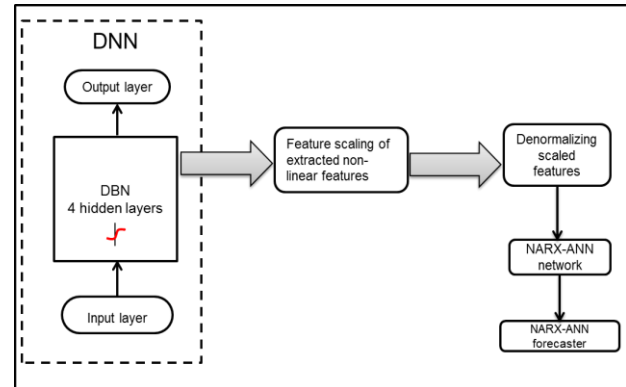 DNN
Output layer
DBN
4 hidden layers
Input layer
Feature scaling of
extracted non-
linear features
Denormalizing
scaled
features
NARX-ANN
network
NARX-ANN
forecaster